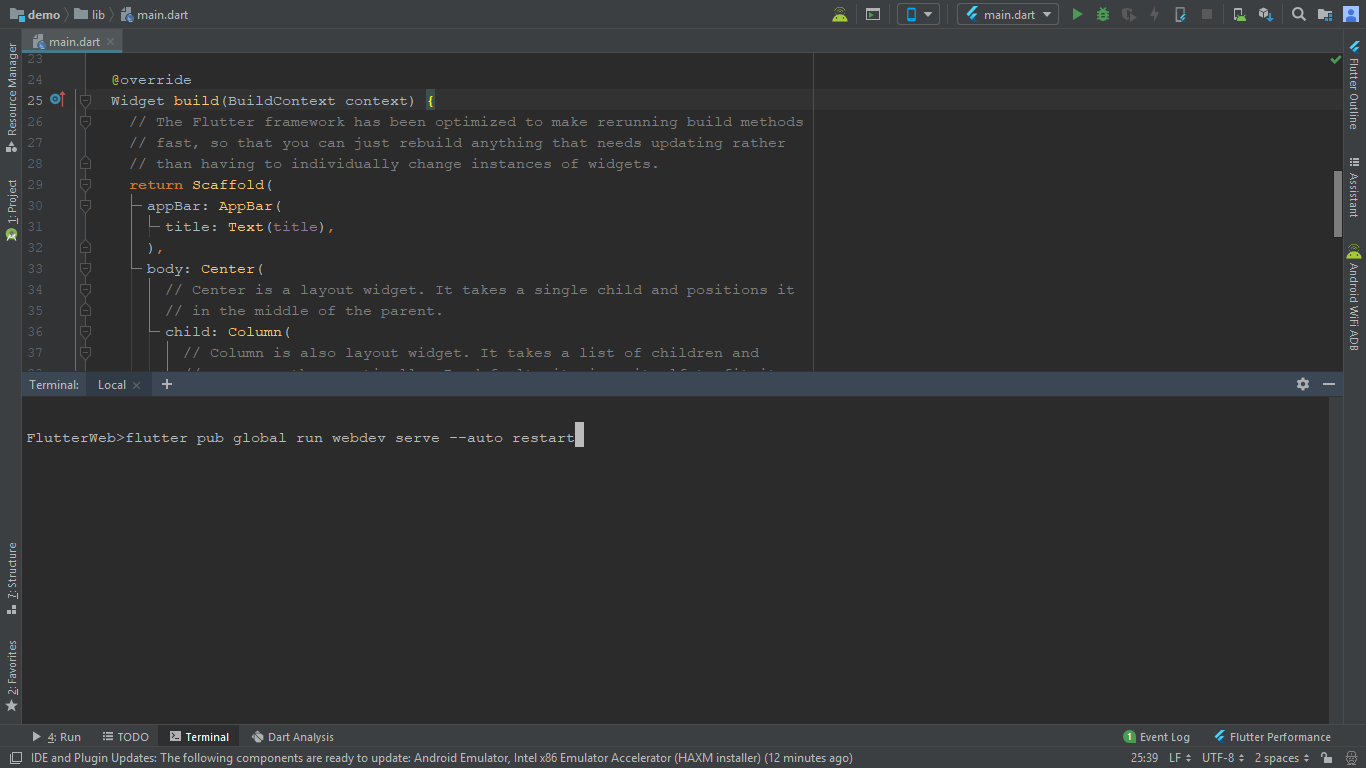 demo lib main.dart
main.dart
main.dart
23
24 @override
25 Widget build(BuildContext context) {
26 // The Flutter framework has been optimized to make rerunning build methods
27 // fast, so that you can just rebuild anything that needs updating rather
28 // than having to individually change instances of widgets.
29 return Scaffold(
30 appBar: AppBar(
31 title: Text(title),
32 ),
33 body: Center(
34 // Center is a layout widget. It takes a single child and positions it
35 // in the middle of the parent.
36 child: Column(
37 // Column is also layout widget. It takes a list of children and
Resource Manager
1: Project
7: Structure
2: Favorites
Flutter Outline
Assistant
Android WiFi ADB
Terminal: Local +
FlutterWeb>flutter pub global run webdev serve --auto restart
4: Run TODO Terminal Dart Analysis
1 Event Log Flutter Performance
IDE and Plugin Updates: The following components are ready to update: Android Emulator, Intel x86 Emulator Accelerator (HAXM installer) (12 minutes ago)
25:39 LF UTF-8 2 spaces